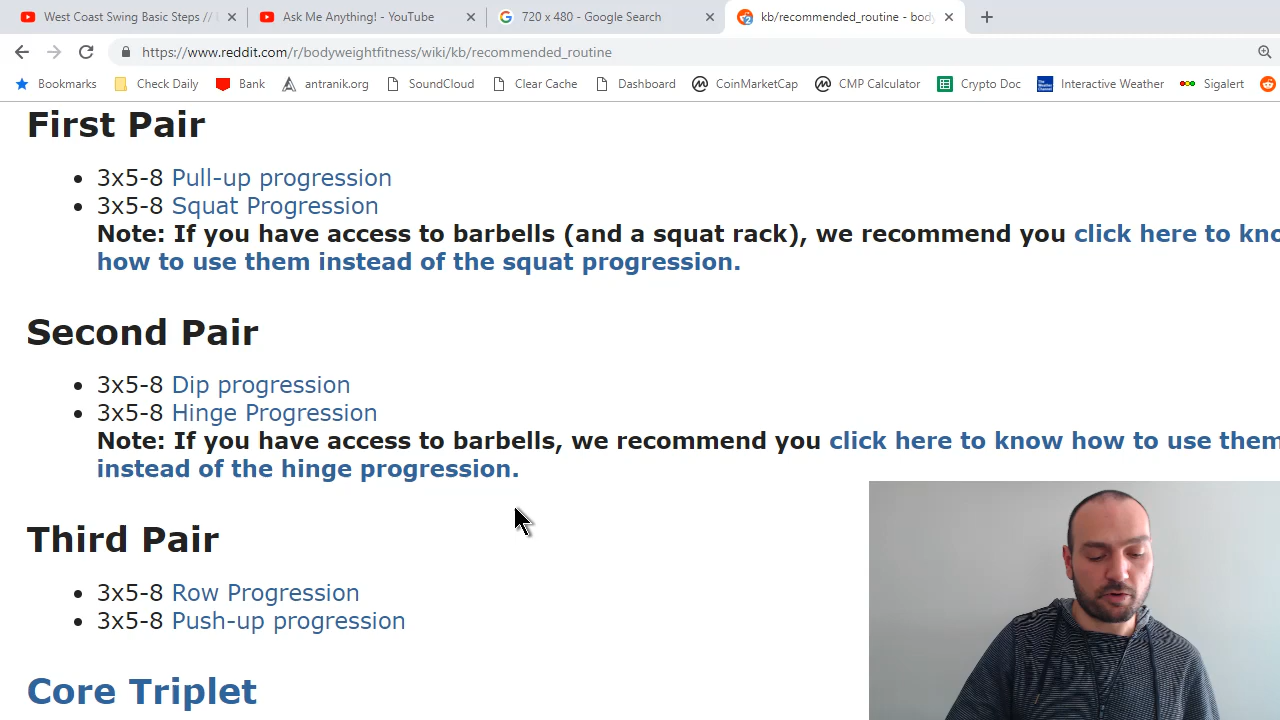 West Coast Swing Basic Steps //
Ask Me Anything! - YouTube
720 x 480 - Google Search
kb/recommended_routine - bod
https://www.reddit.com/r/bodyweightfitness/wiki/kb/recommended_routine
Bookmarks
Check Daily
Bank
antranik.org
SoundCloud
Clear Cache
Dashboard
CoinMarketCap
CMP Calculator
Crypto Doc
Interactive Weather
Sigalert
First Pair
• 3x5-8 Pull-up progression
• 3x5-8 Squat Progression
Note: If you have access to barbells (and a squat rack), we recommend you click here to kno
how to use them instead of the squat progression.
Second Pair
• 3x5-8 Dip progression
• 3x5-8 Hinge Progression
Note: If you have access to barbells, we recommend you click here to know how to use them
instead of the hinge progression.
Third Pair
• 3x5-8 Row Progression
• 3x5-8 Push-up progression
Core Triplet